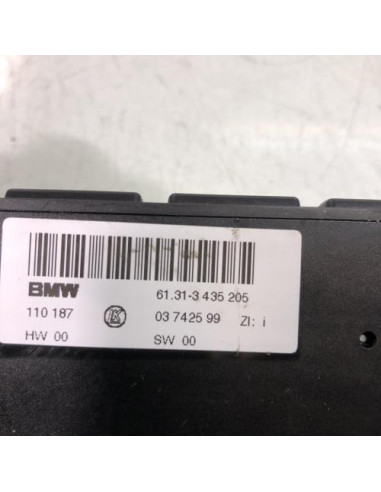 BMW 61.31-3 435 205
110 187 03 7425 99 ZI: i
HW 00 SW 00